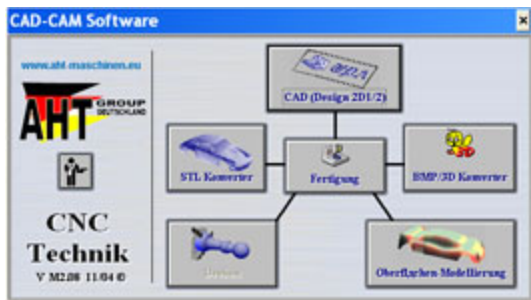 CAD-CAM Software
www.aht-maschinen.eu
AHT GROUP
DEUTSCHLAND
CNC
Technik
V M2.08 11/04 ©
CAD (Design 2D1/2)
STL Konverter
Fertigung
3D
BMP/3D Konverter
Oberflächen-Modellierung